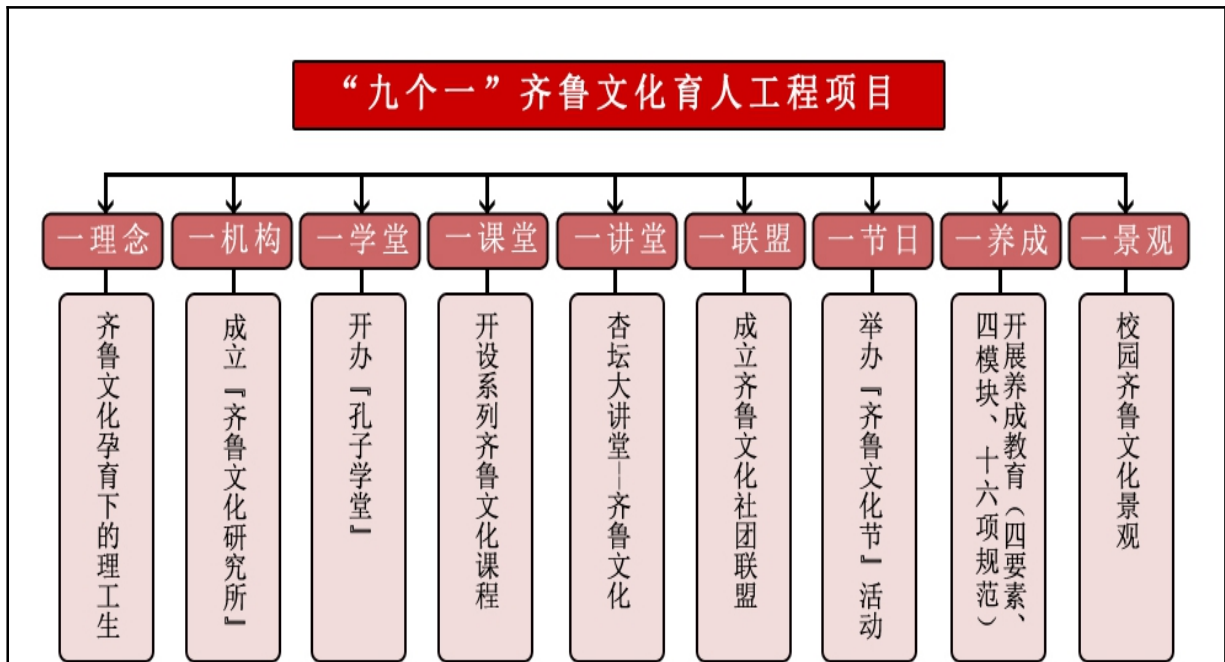 “九个一”齐鲁文化育人工程项目
一理念
一机构
一学堂
一课堂
一讲堂
一联盟
一节日
一养成
一景观
齐鲁文化孕育下的理工生
成立『齐鲁文化研究所』
开办『孔子学堂』
开设系列齐鲁文化课程
杏坛大讲堂—齐鲁文化
成立齐鲁文化社团联盟
举办『齐鲁文化节』活动
开展养成教育（四要素、
四模块、十六项规范）
校园齐鲁文化景观